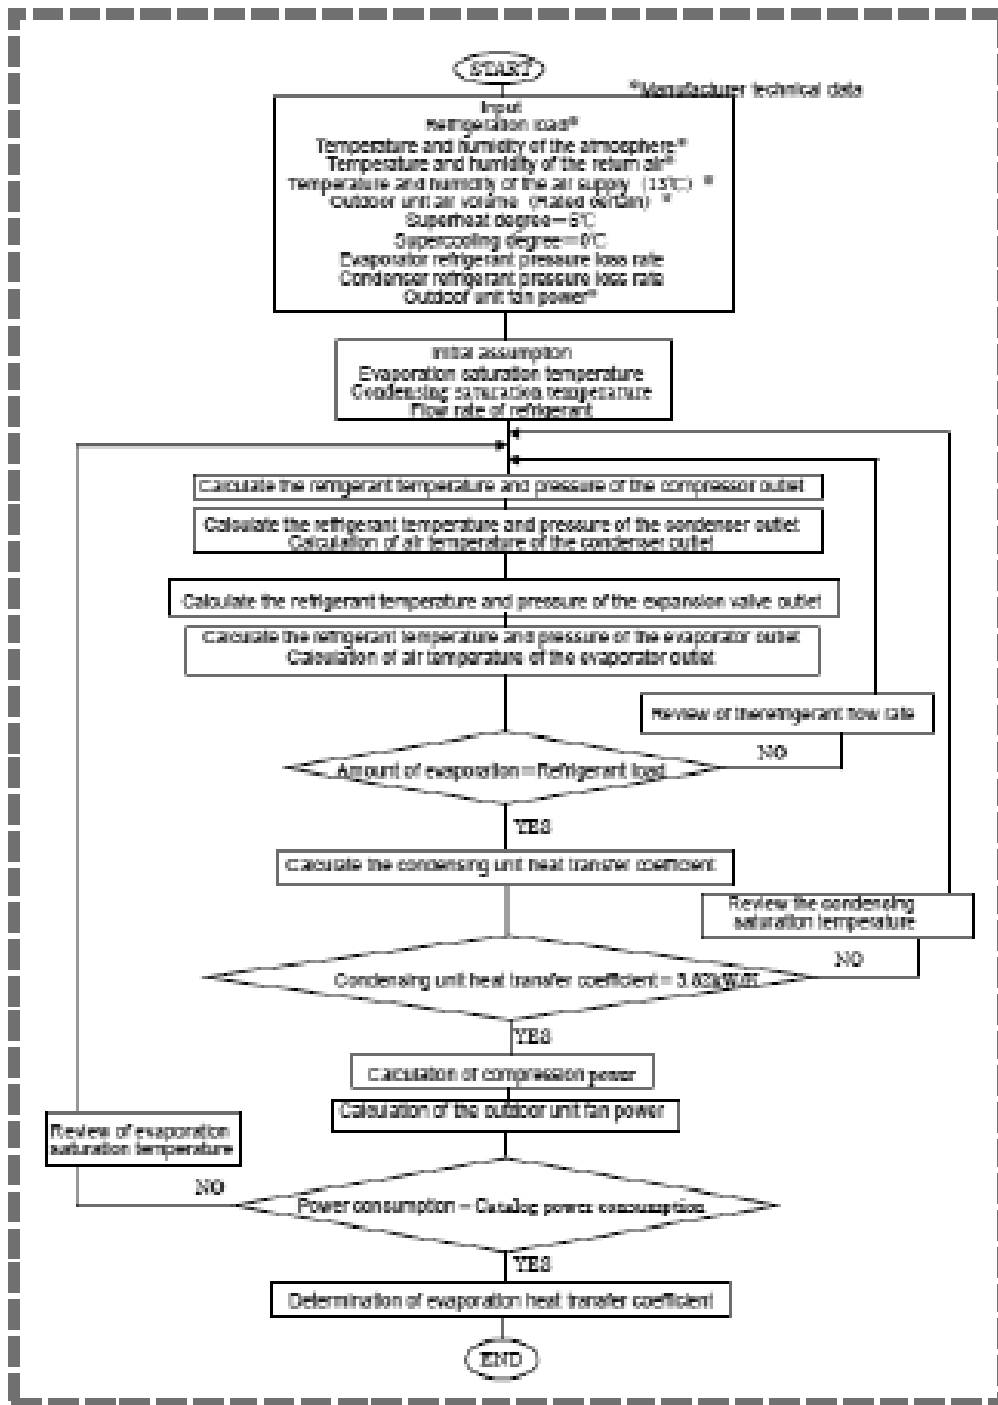 START
※Manufacturer technical data
Input
Refrigeration load※
Temperature and humidity of the atmosphere※
Temperature and humidity of the return air※
Temperature and humidity of the air supply (13℃) ※
Outdoor unit air volume (Rated certain) ※
Superheat degree=5℃
Supercooling degree=0℃
Evaporator refrigerant pressure loss rate
Condenser refrigerant pressure loss rate
Outdoor unit fan power※
Initial assumption
Evaporation saturation temperature
Condensing saturation temperature
Flow rate of refrigerant
Calculate the refrigerant temperature and pressure of the compressor outlet
Calculate the refrigerant temperature and pressure of the condenser outlet
Calculation of air temperature of the condenser outlet
Calculate the refrigerant temperature and pressure of the expansion valve outlet
Calculate the refrigerant temperature and pressure of the evaporator outlet
Calculation of air temperature of the evaporator outlet
Review of therefrigerant flow rate
NO
Amount of evaporation=Refrigerant load
YES
Calculate the condensing unit heat transfer coefficient
Review the condensing
saturation temperature
NO
Condensing unit heat transfer coefficient=
YES
Calculation of compression power
Calculation of the outdoor unit fan power
Review of evaporation
saturation temperature
NO
Power consumption=Catalog power consumption
YES
Determination of evaporation heat transfer coefficient
END